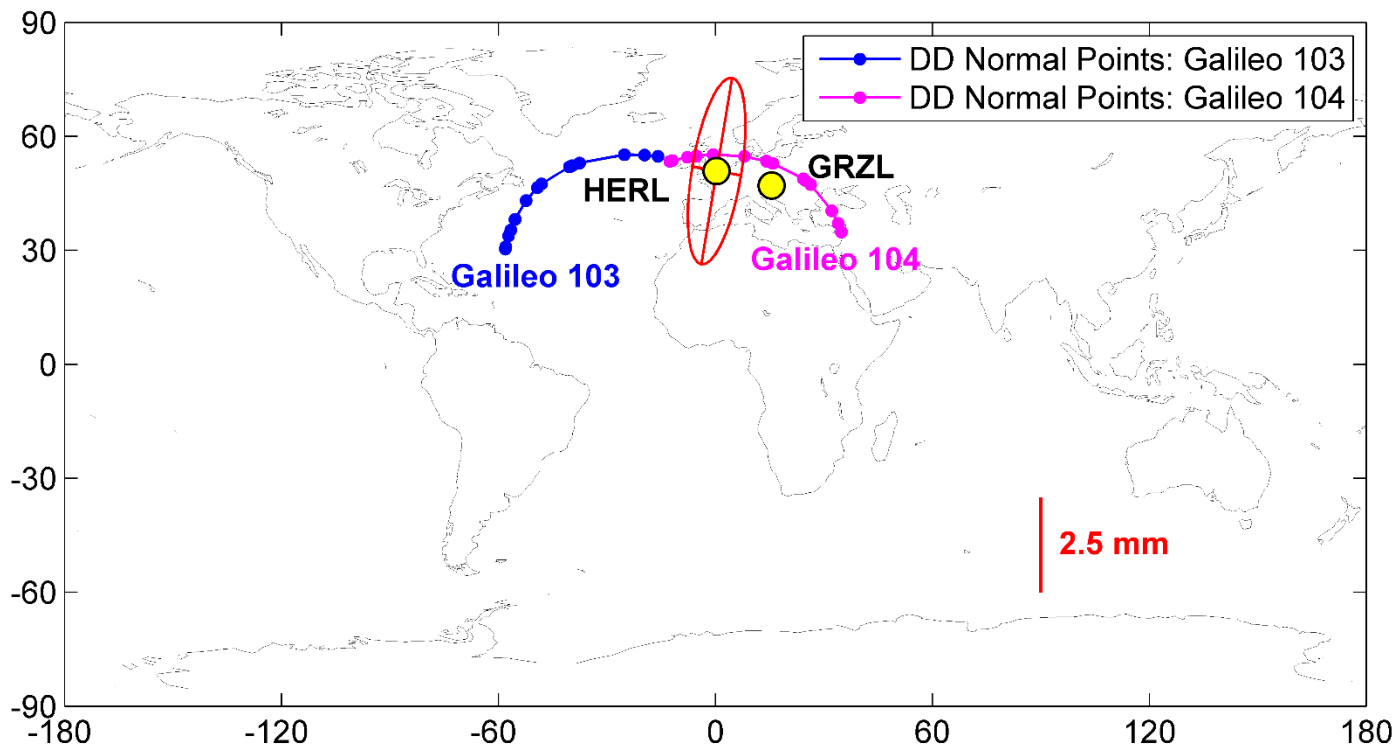 90
60
30
0
-30
-60
-90
-180
-120
-60
0
60
120
180
DD Normal Points: Galileo 103
DD Normal Points: Galileo 104
HERL
GRZL
Galileo 103
Galileo 104
2.5 mm